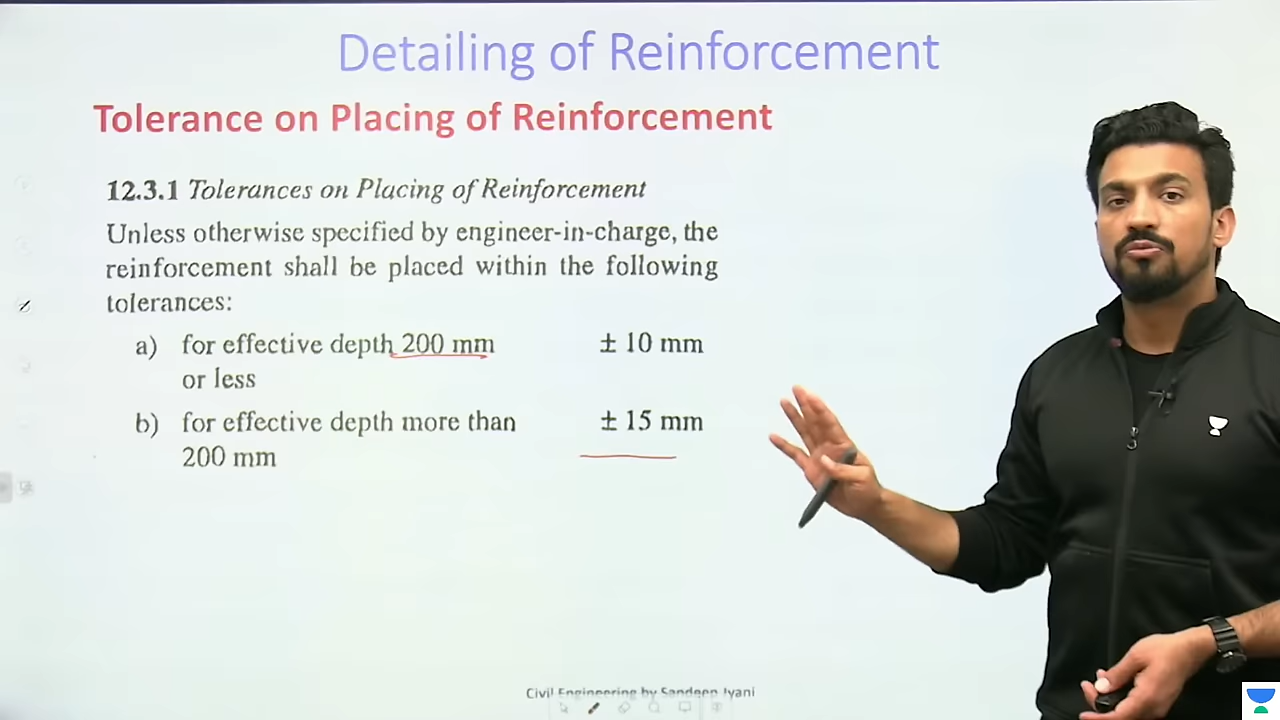 Detailing of Reinforcement
Tolerance on Placing of Reinforcement
12.3.1 Tolerances on Placing of Reinforcement
Unless otherwise specified by engineer-in-charge, the
reinforcement shall be placed within the following
tolerances:
a) for effective depth 200 mm ± 10 mm
or less
b) for effective depth more than ± 15 mm
200 mm
Civil Engineering by Sandeep Jyani